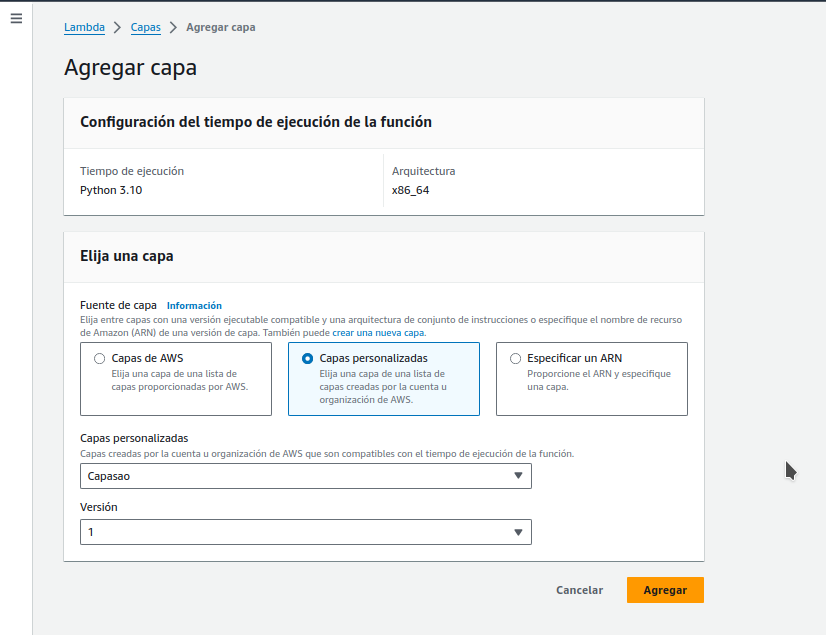 Lambda > Capas > Agregar capa
Agregar capa
Configuración del tiempo de ejecución de la función
Tiempo de ejecución
Python 3.10
Arquitectura
x86_64
Elija una capa
Fuente de capa Información
Elija entre capas con una versión ejecutable compatible y una arquitectura de conjunto de instrucciones o especifique el nombre de recurso
de Amazon (ARN) de una versión de capa. También puede crear una nueva capa.
Capas de AWS
Elija una capa de una lista de
capas proporcionadas por AWS.
Capas personalizadas
Elija una capa de una lista de
capas creadas por la cuenta u
organización de AWS.
Especificar un ARN
Proporcione el ARN y especifique
una capa.
Capas personalizadas
Capas creadas por la cuenta u organización de AWS que son compatibles con el tiempo de ejecución de la función.
Capasao
Versión
1
Cancelar
Agregar